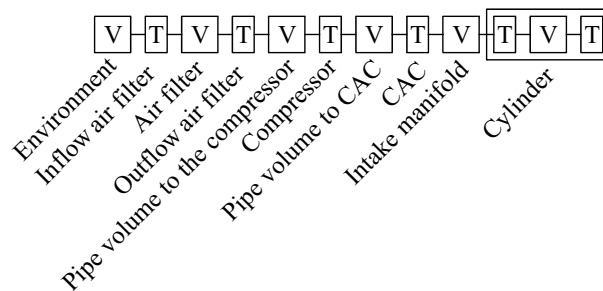 V T V T V T V T V T V T
Environment
Inflow air filter
Air filter
Outflow air filter
Pipe volume to the compressor
Compressor
Pipe volume to CAC
CAC
Intake manifold
Cylinder